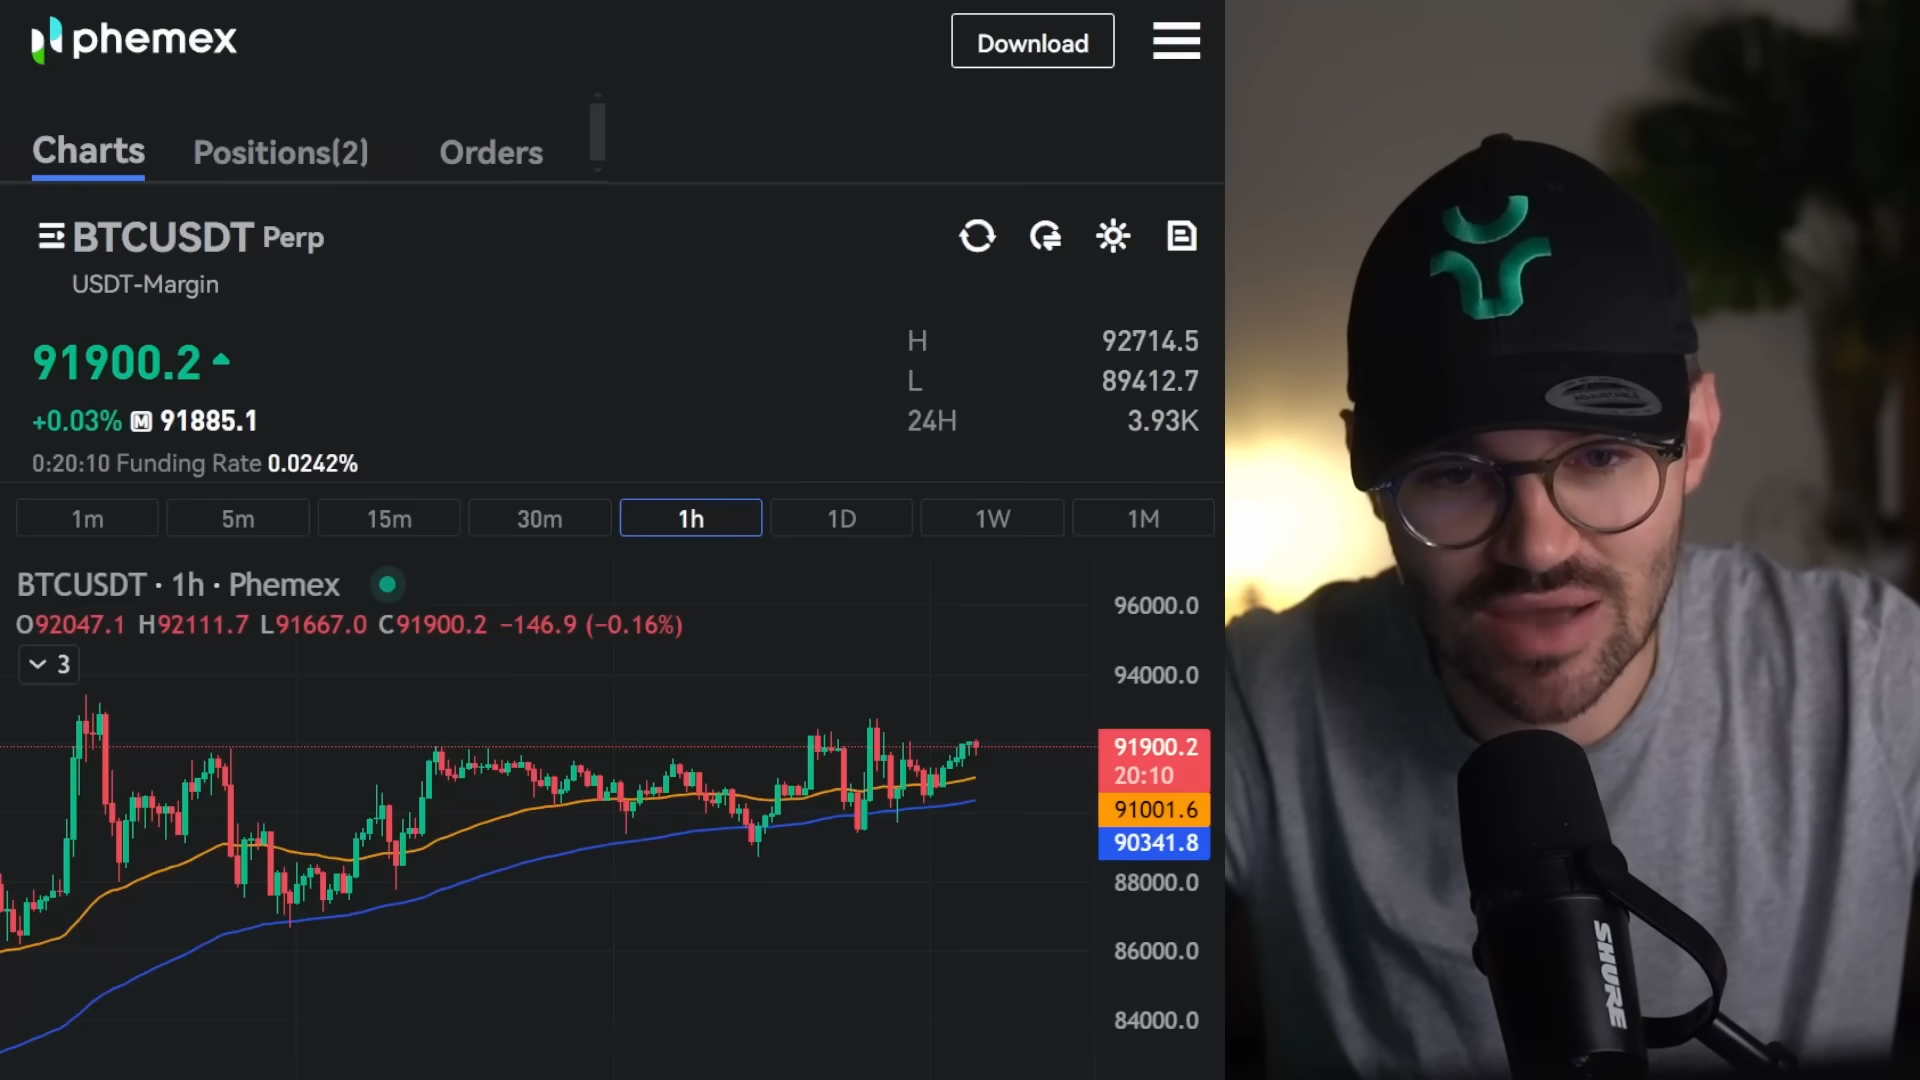 phemex
Download
Charts
Positions(2)
Orders
BTCUSDT Perp
USDT-Margin
91900.2
+0.03% M 91885.1
0:20:10 Funding Rate 0.0242%
H 92714.5
L 89412.7
24H 3.93K
1m
5m
15m
30m
1h
1D
1W
1M
BTCUSDT · 1h · Phemex
O92047.1 H92111.7 L91667.0 C91900.2 −146.9 (−0.16%)
3
96000.0
94000.0
91900.2
20:10
91001.6
90341.8
88000.0
86000.0
84000.0
SHURE